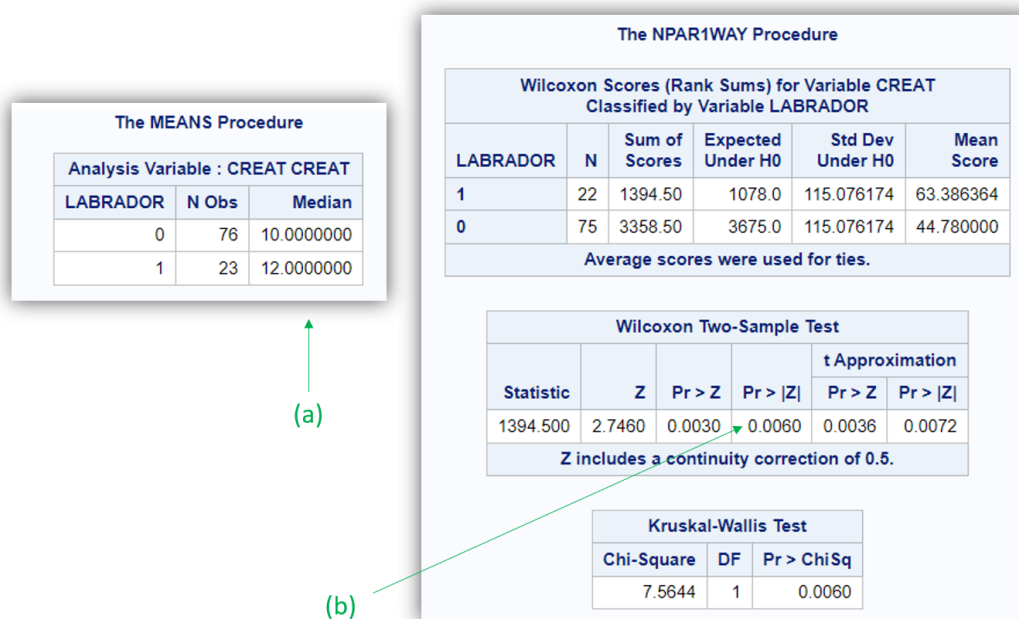 The MEANS Procedure
Analysis Variable : CREAT CREAT
LABRADOR N Obs Median
0 76 10.0000000
1 23 12.0000000
(a)
The NPAR1WAY Procedure
Wilcoxon Scores (Rank Sums) for Variable CREAT
Classified by Variable LABRADOR
Sum of Expected Std Dev Mean
LABRADOR N Scores Under H0 Under H0 Score
1 22 1394.50 1078.0 115.076174 63.386364
0 75 3358.50 3675.0 115.076174 44.780000
Average scores were used for ties.
Wilcoxon Two-Sample Test
t Approximation
Statistic Z Pr > Z Pr > |Z| Pr > Z Pr > |Z|
1394.500 2.7460 0.0030 0.0060 0.0036 0.0072
Z includes a continuity correction of 0.5.
Kruskal-Wallis Test
Chi-Square DF Pr > ChiSq
7.5644 1 0.0060
(b)